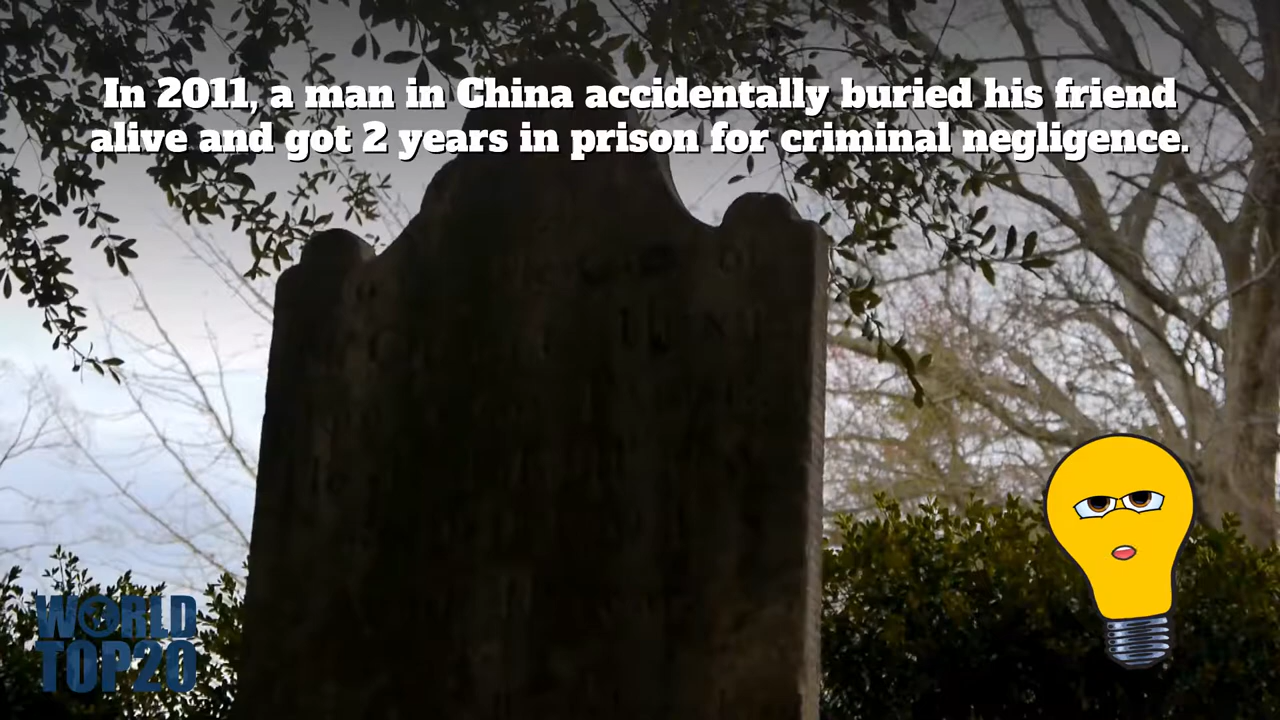 In 2011, a man in China accidentally buried his friend
alive and got 2 years in prison for criminal negligence.
WORLD
TOP20